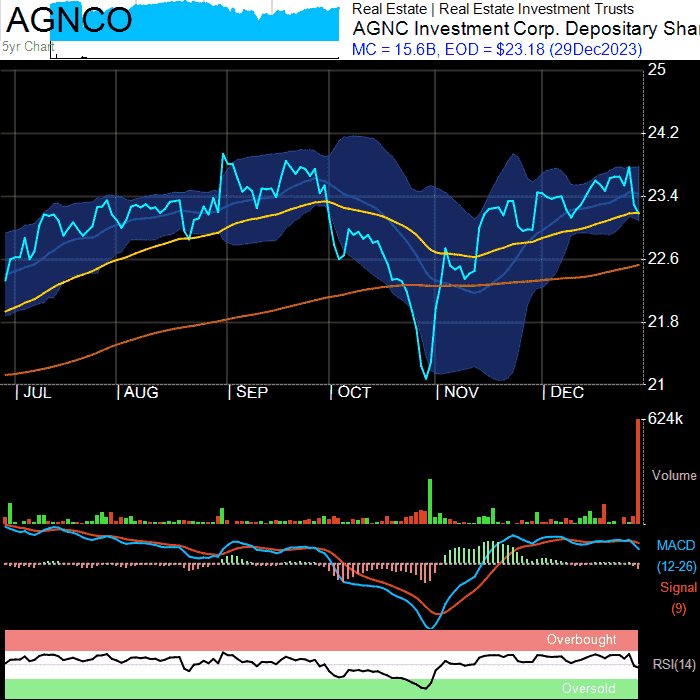 AGNCO
5yr Chart
Real Estate | Real Estate Investment Trusts
AGNC Investment Corp. Depositary Sha
MC = 15.6B, EOD = $23.18 (29Dec2023)
25
24.2
23.4
22.6
21.8
21
JUL
AUG
SEP
OCT
NOV
DEC
624k
Volume
MACD
(12-26)
Signal
(9)
Overbought
RSI(14)
Oversold